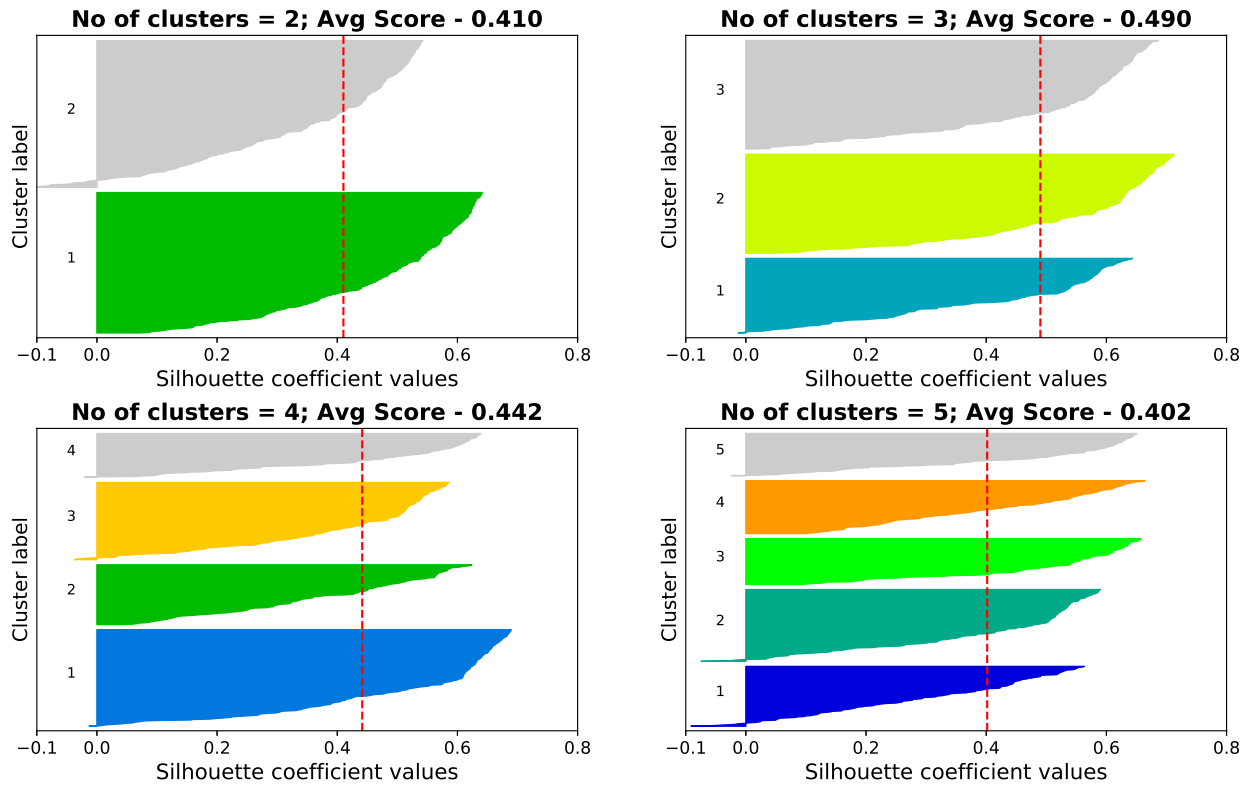 No of clusters = 2; Avg Score - 0.410
Cluster label
2
1
−0.1 0.0 0.2 0.4 0.6 0.8
Silhouette coefficient values
No of clusters = 3; Avg Score - 0.490
Cluster label
3
2
1
−0.1 0.0 0.2 0.4 0.6 0.8
Silhouette coefficient values
No of clusters = 4; Avg Score - 0.442
Cluster label
4
3
2
1
−0.1 0.0 0.2 0.4 0.6 0.8
Silhouette coefficient values
No of clusters = 5; Avg Score - 0.402
Cluster label
5
4
3
2
1
−0.1 0.0 0.2 0.4 0.6 0.8
Silhouette coefficient values